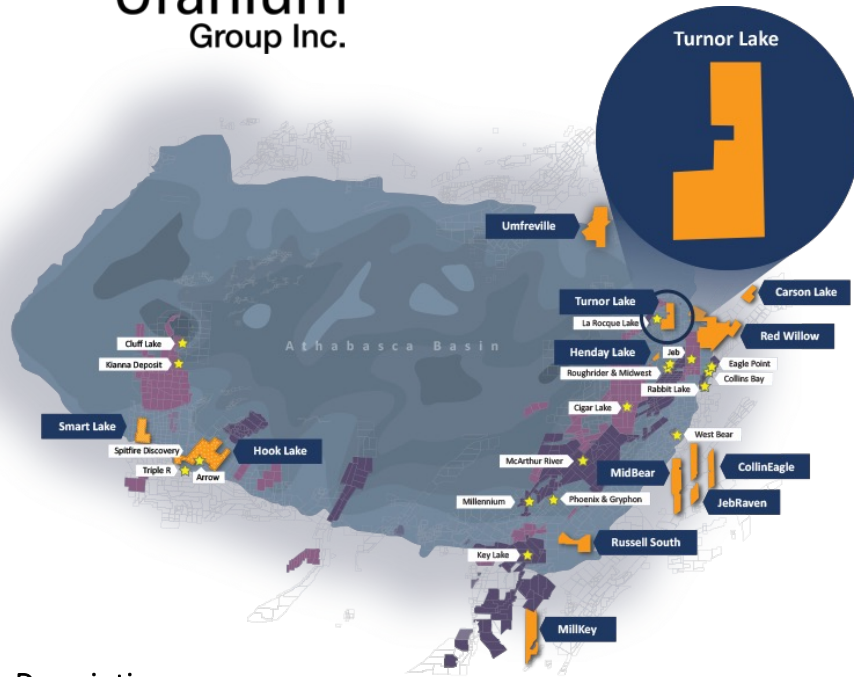 Uranium
Group Inc.
Turnor Lake
Umfreville
Carson Lake
Turnor Lake
La Rocque Lake
Red Willow
Athabasca Basin
Cluff Lake
Henday Lake
Jeb
Kianna Deposit
Roughrider & Midwest
Eagle Point
Collins Bay
Rabbit Lake
Cigar Lake
Smart Lake
West Bear
Spitfire Discovery
Hook Lake
McArthur River
MidBear
CollinEagle
Triple R
Arrow
Millennium
Phoenix & Gryphon
JebRaven
Russell South
Key Lake
MillKey